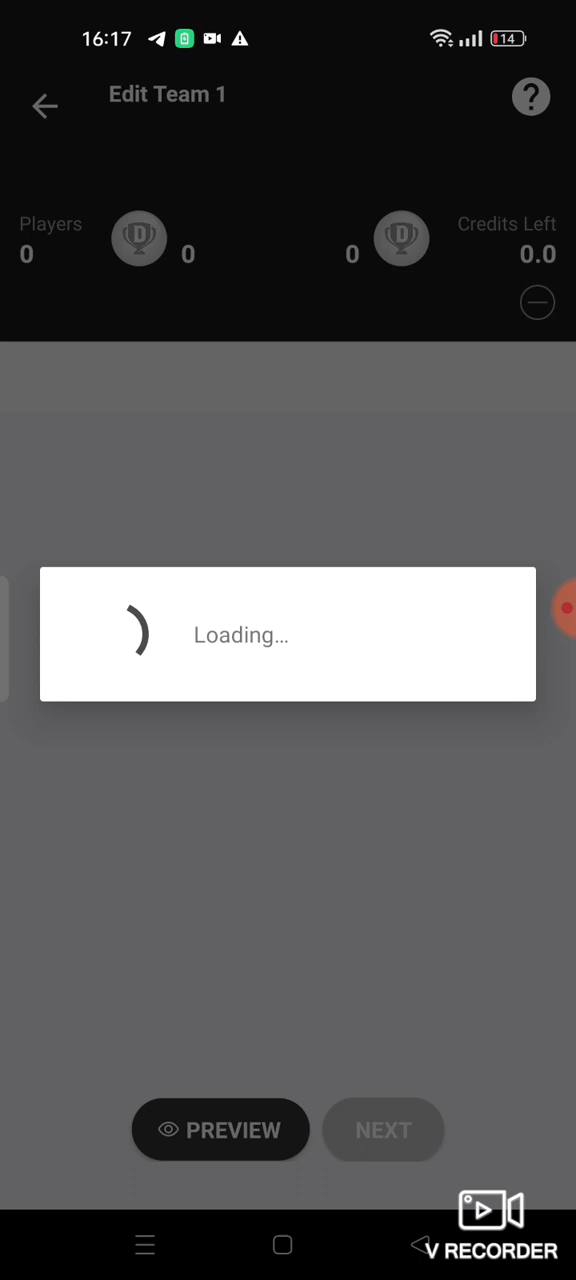 16:17
14
Edit Team 1
?
Players
Credits Left
0
D
0
0
D
0.0
Loading...
PREVIEW
NEXT
V RECORDER